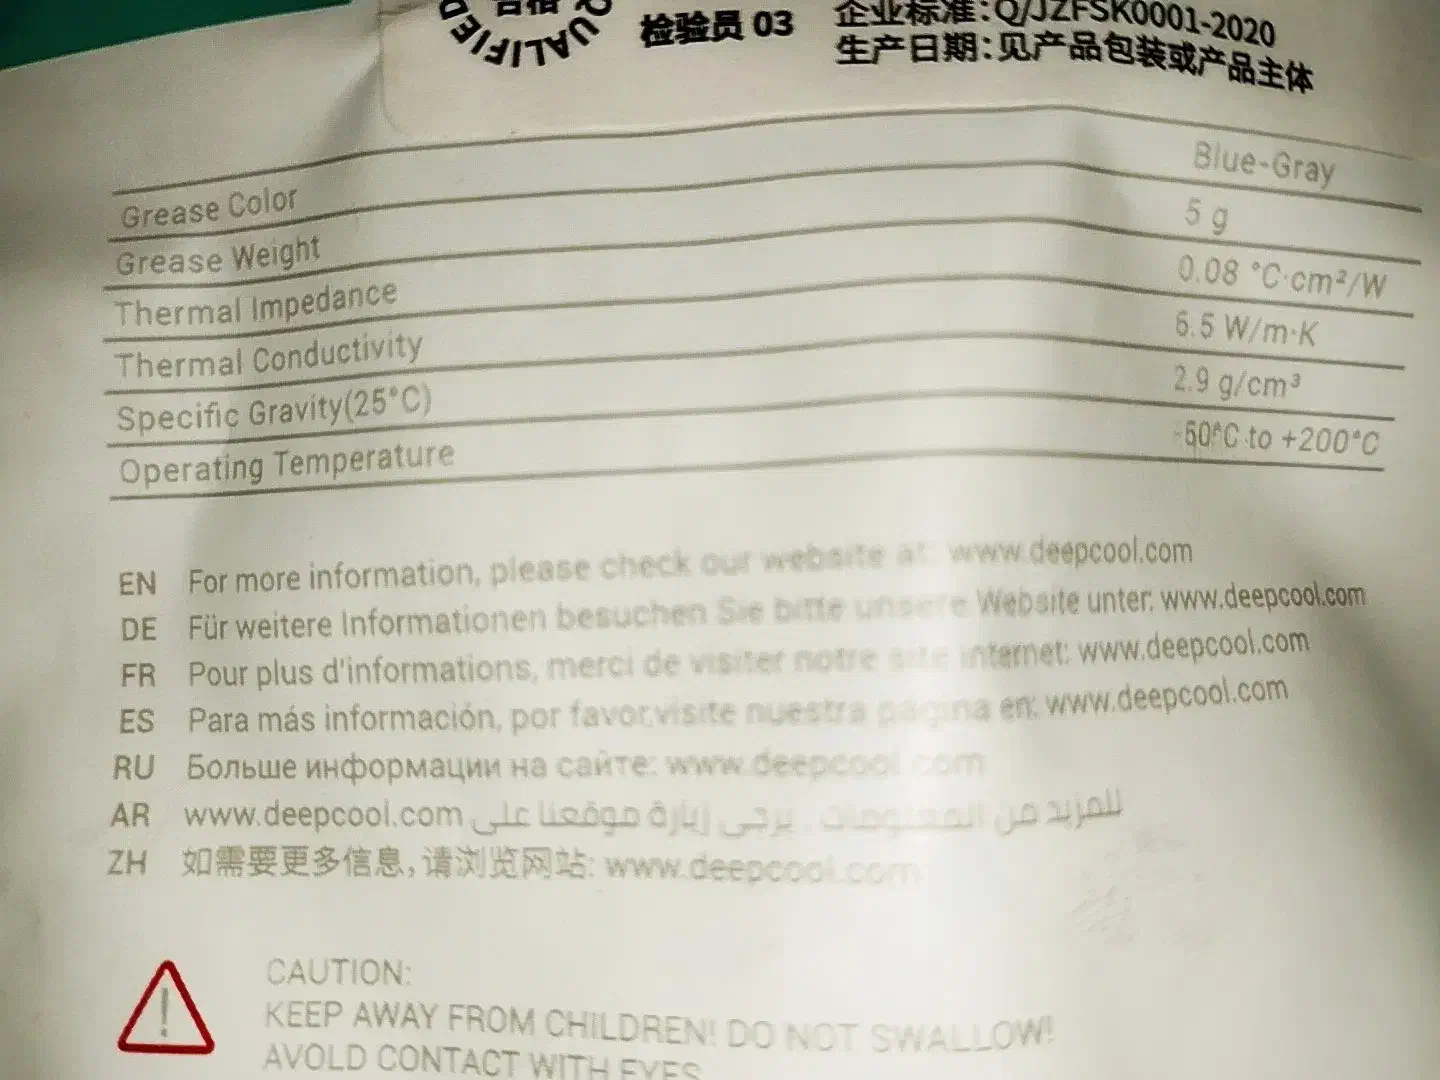 合格
QUALIFIED
检验员 03
企业标准：Q/JZFSK0001-2020
生产日期：见产品包装或产品主体
Grease Color Blue-Gray
Grease Weight 5 g
Thermal Impedance 0.08 °C·cm²/W
Thermal Conductivity 6.5 W/m·K
Specific Gravity(25°C) 2.9 g/cm³
Operating Temperature -50°C to +200°C
EN For more information, please check our website at: www.deepcool.com
DE Für weitere Informationen besuchen Sie bitte unsere Website unter: www.deepcool.com
FR Pour plus d'informations, merci de visiter notre site internet: www.deepcool.com
ES Para más información, por favor,visite nuestra página en: www.deepcool.com
RU Больше информации на сайте: www.deepcool.com
AR www.deepcool.com للمزيد من المعلومات . يرجى زيارة موقعنا على
ZH 如需要更多信息，请浏览网站: www.deepcool.com
CAUTION:
KEEP AWAY FROM CHILDREN! DO NOT SWALLOW!
AVOLD CONTACT WITH EYES